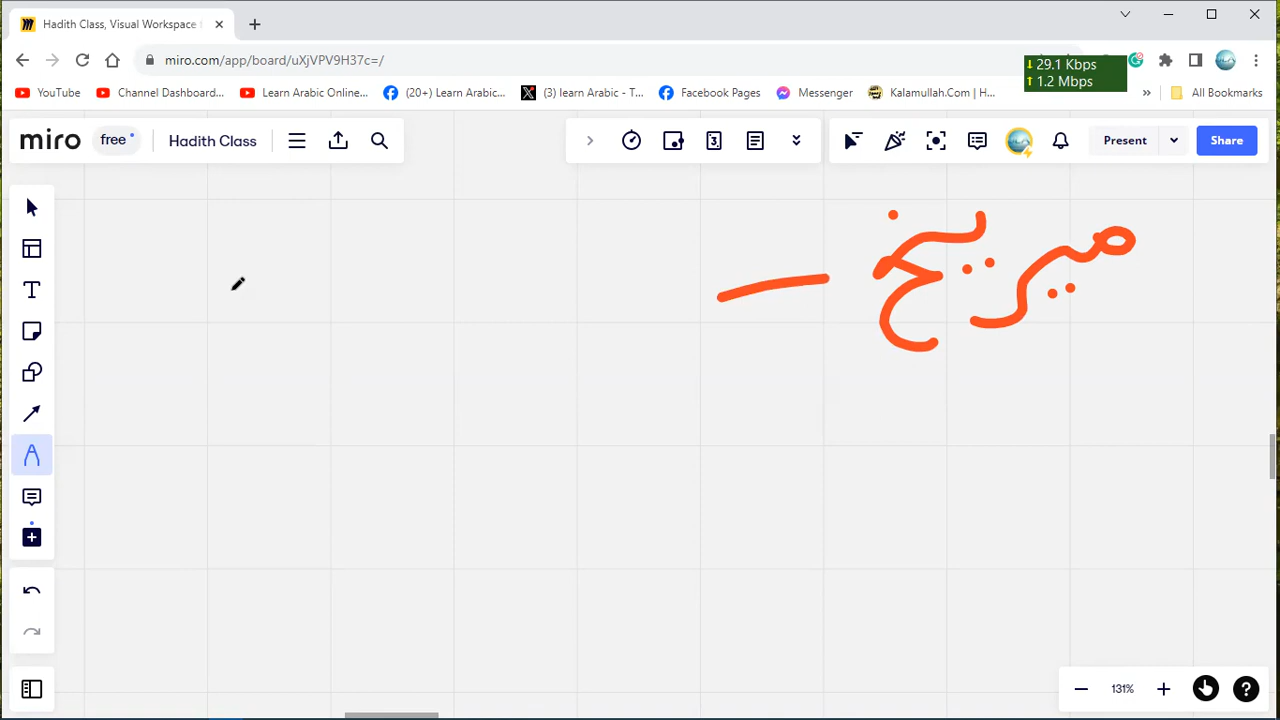 Hadith Class, Visual Workspace
miro.com/app/board/uXjVPV9H37c=/
29.1 Kbps
1.2 Mbps
YouTube Channel Dashboard... Learn Arabic Online... (20+) Learn Arabic... (3) learn Arabic - T... Facebook Pages Messenger Kalamullah.Com | H... » All Bookmarks
miro free Hadith Class Present Share
ميريخ —
131%